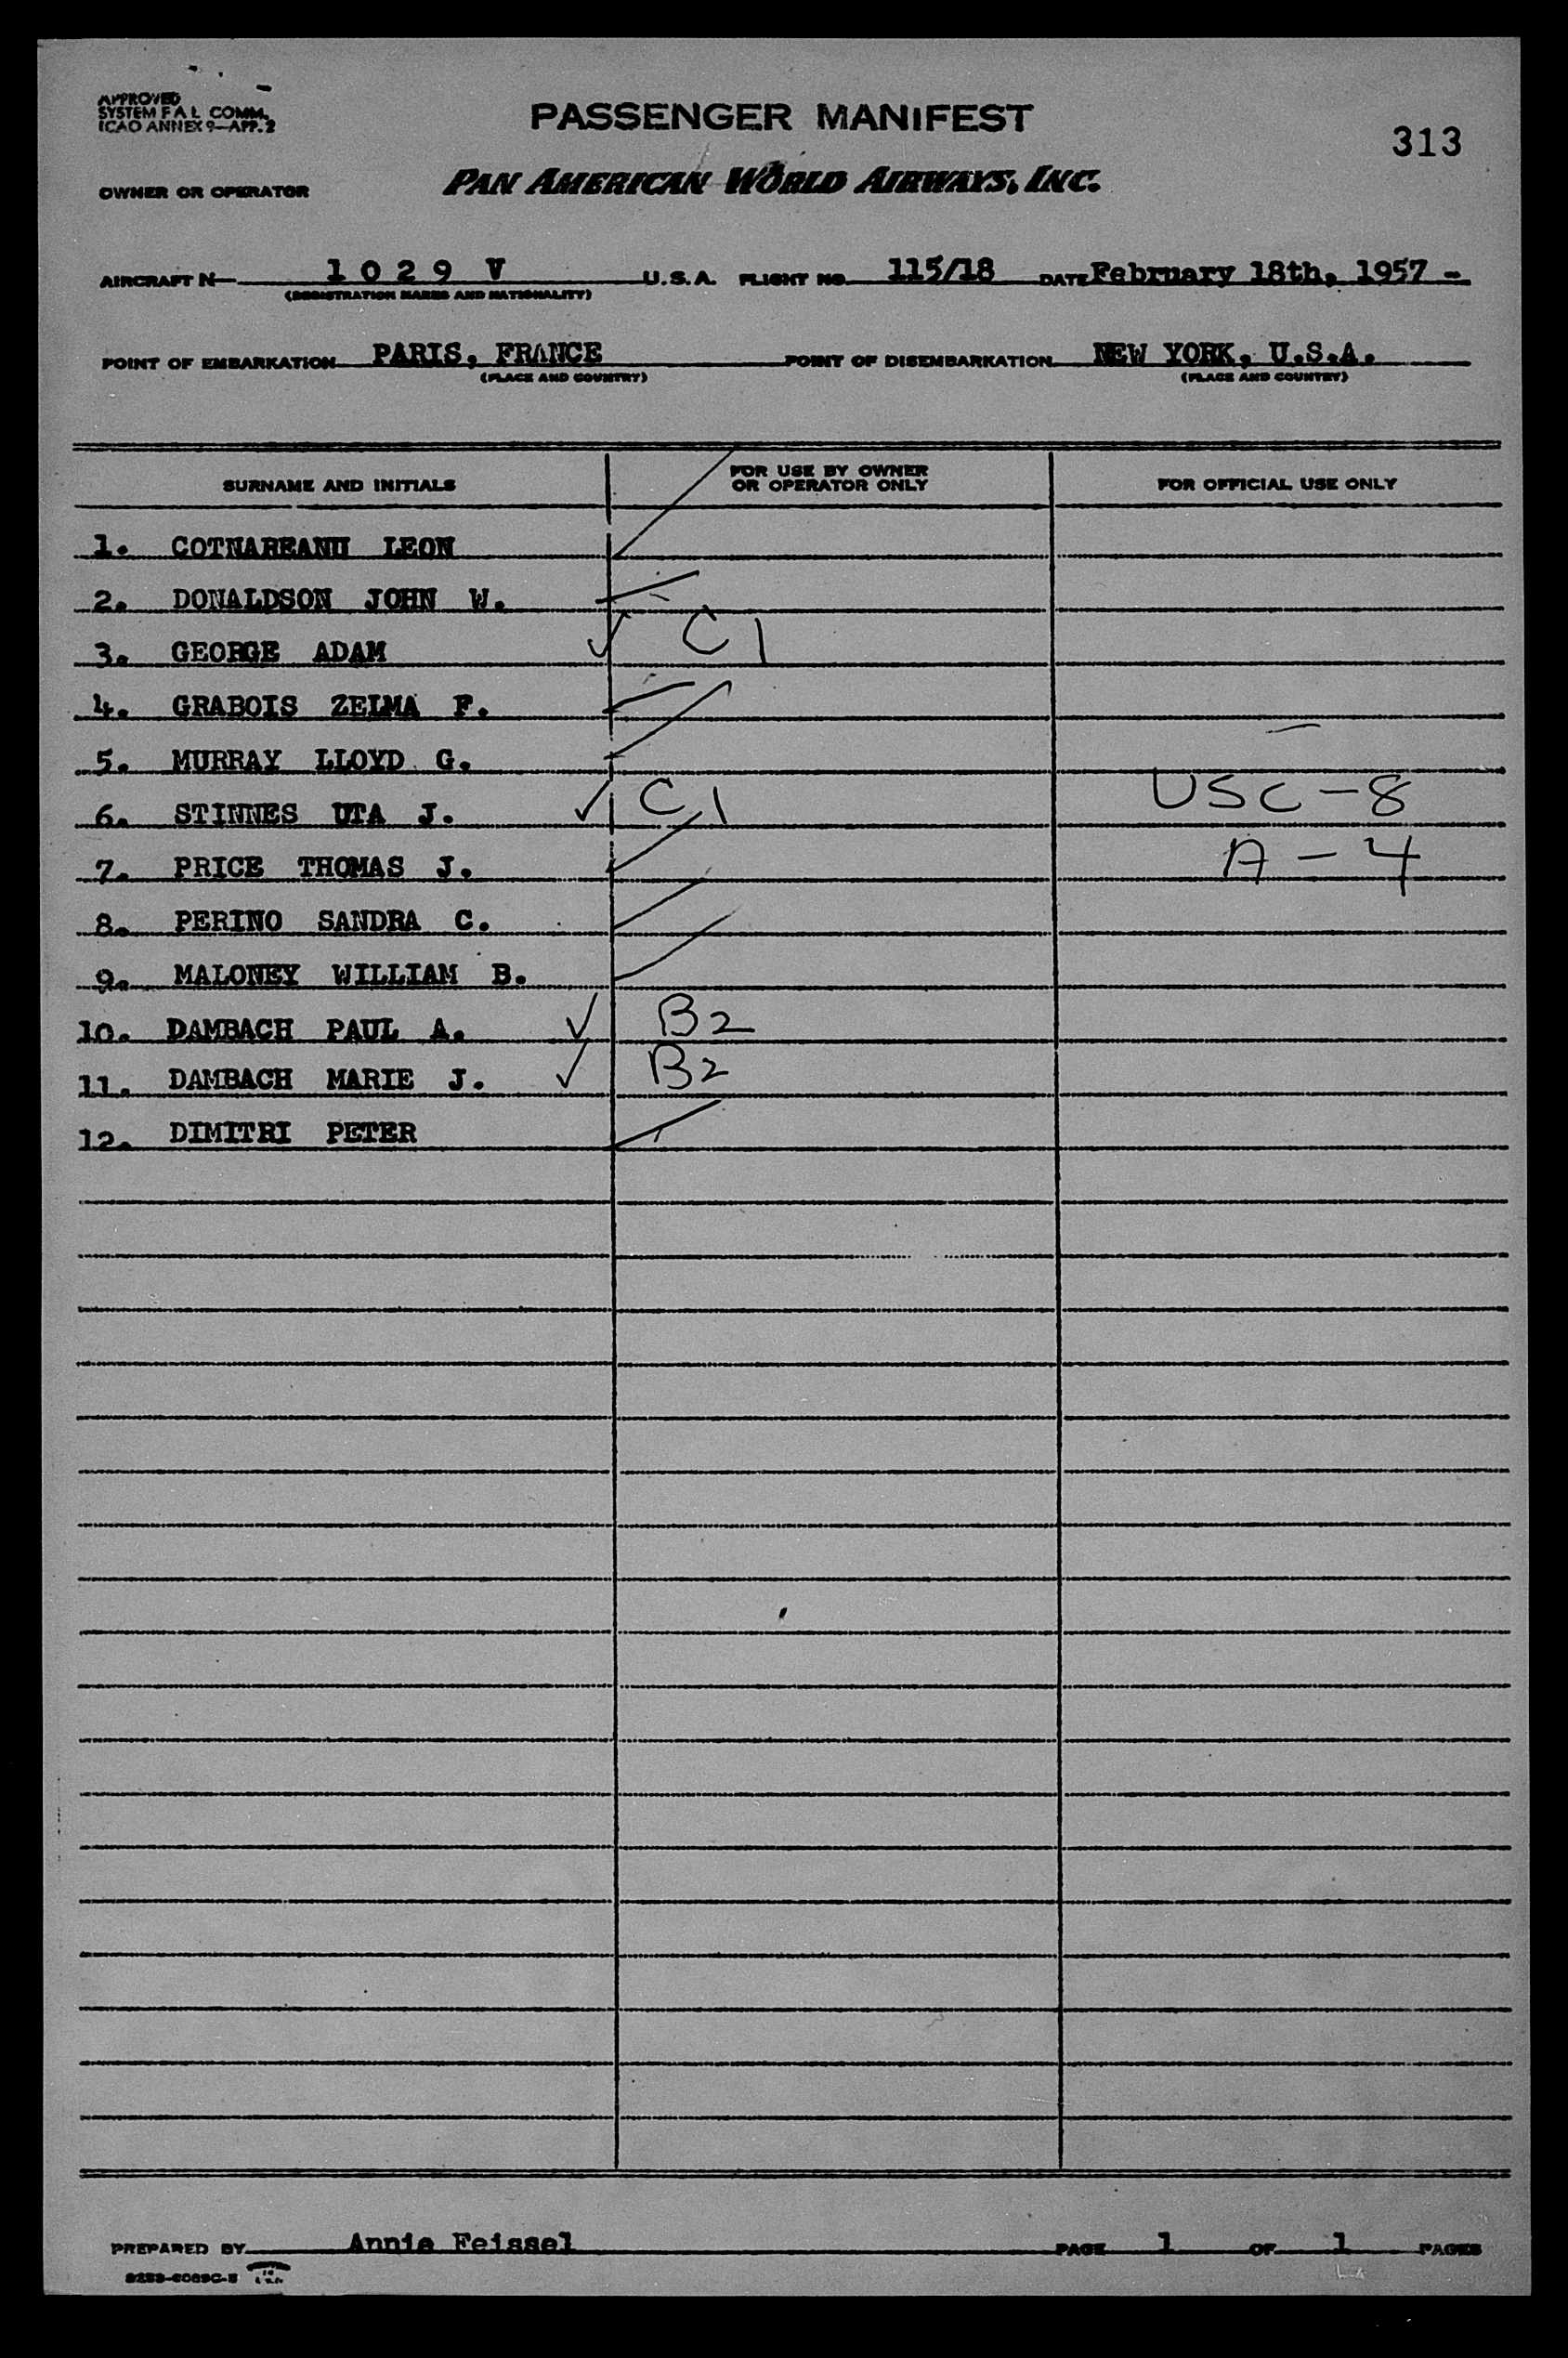 APPROVED
SYSTEM F A L COMM.
ICAO ANNEX 9—APP. 2
PASSENGER MANIFEST
313
OWNER OR OPERATOR PAN AMERICAN WORLD AIRWAYS, INC.
AIRCRAFT N— 1 0 2 9 V U.S.A. FLIGHT NO 115/18 DATE February 18th, 1957 -
(REGISTRATION MARKS AND NATIONALITY)
POINT OF EMBARKATION PARIS, FRANCE POINT OF DISEMBARKATION NEW YORK, U.S.A.
(PLACE AND COUNTRY) (PLACE AND COUNTRY)
SURNAME AND INITIALS FOR USE BY OWNER OR OPERATOR ONLY FOR OFFICIAL USE ONLY
1. COTNAREANU LEON
2. DONALDSON JOHN W.
3. GEORGE ADAM ✓ C1
4. GRABOIS ZELMA F.
5. MURRAY LLOYD G.
6. STINNES UTA J. ✓ C1 USC-8
7. PRICE THOMAS J. A-4
8. PERINO SANDRA C.
9. MALONEY WILLIAM B.
10. DAMBACH PAUL A. ✓ B2
11. DAMBACH MARIE J. ✓ B2
12. DIMITRI PETER
PREPARED BY Annie Feissel PAGE 1 OF 1 PAGES